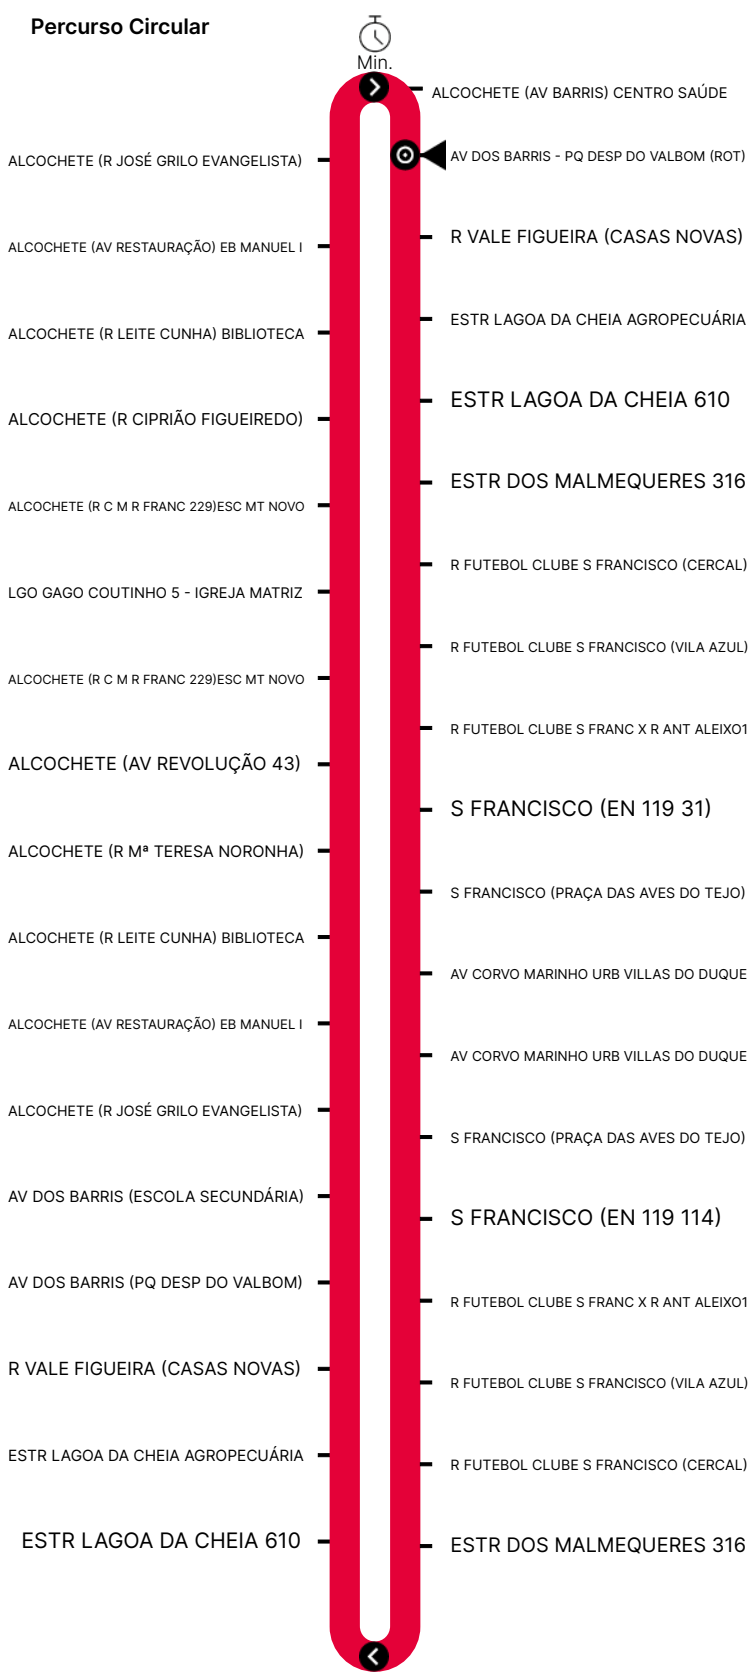 Percurso Circular
Min.
ALCOCHETE (AV BARRIS) CENTRO SAÚDE
AV DOS BARRIS - PQ DESP DO VALBOM (ROT)
R VALE FIGUEIRA (CASAS NOVAS)
ESTR LAGOA DA CHEIA AGROPECUÁRIA
ESTR LAGOA DA CHEIA 610
ESTR DOS MALMEQUERES 316
R FUTEBOL CLUBE S FRANCISCO (CERCAL)
R FUTEBOL CLUBE S FRANCISCO (VILA AZUL)
R FUTEBOL CLUBE S FRANC X R ANT ALEIXO1
S FRANCISCO (EN 119 31)
S FRANCISCO (PRAÇA DAS AVES DO TEJO)
AV CORVO MARINHO URB VILLAS DO DUQUE
AV CORVO MARINHO URB VILLAS DO DUQUE
S FRANCISCO (PRAÇA DAS AVES DO TEJO)
S FRANCISCO (EN 119 114)
R FUTEBOL CLUBE S FRANC X R ANT ALEIXO1
R FUTEBOL CLUBE S FRANCISCO (VILA AZUL)
R FUTEBOL CLUBE S FRANCISCO (CERCAL)
ESTR DOS MALMEQUERES 316
ALCOCHETE (R JOSÉ GRILO EVANGELISTA)
ALCOCHETE (AV RESTAURAÇÃO) EB MANUEL I
ALCOCHETE (R LEITE CUNHA) BIBLIOTECA
ALCOCHETE (R CIPRIÃO FIGUEIREDO)
ALCOCHETE (R C M R FRANC 229)ESC MT NOVO
LGO GAGO COUTINHO 5 - IGREJA MATRIZ
ALCOCHETE (R C M R FRANC 229)ESC MT NOVO
ALCOCHETE (AV REVOLUÇÃO 43)
ALCOCHETE (R Mª TERESA NORONHA)
ALCOCHETE (R LEITE CUNHA) BIBLIOTECA
ALCOCHETE (AV RESTAURAÇÃO) EB MANUEL I
ALCOCHETE (R JOSÉ GRILO EVANGELISTA)
AV DOS BARRIS (ESCOLA SECUNDÁRIA)
AV DOS BARRIS (PQ DESP DO VALBOM)
R VALE FIGUEIRA (CASAS NOVAS)
ESTR LAGOA DA CHEIA AGROPECUÁRIA
ESTR LAGOA DA CHEIA 610